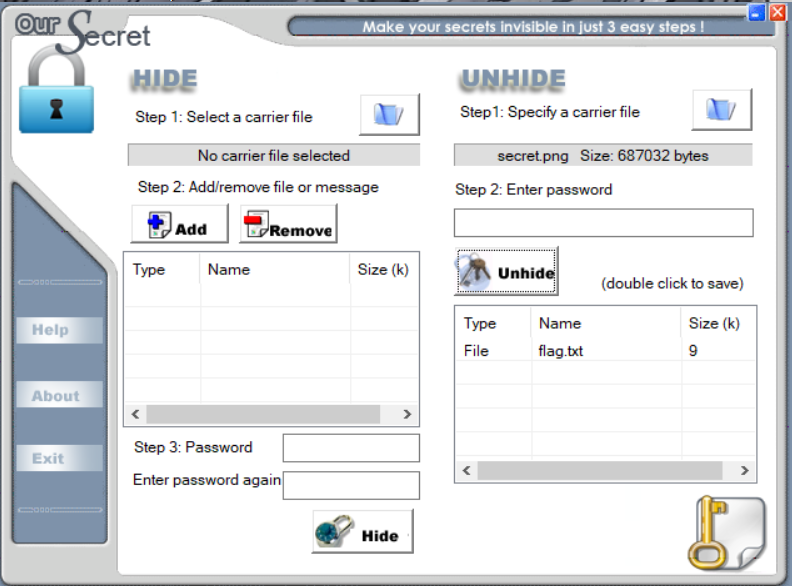 Our Secret
Make your secrets invisible in just 3 easy steps !
HIDE
Step 1: Select a carrier file
No carrier file selected
Step 2: Add/remove file or message
Add
Remove
Type Name Size (k)
Step 3: Password
Enter password again
Hide
UNHIDE
Step1: Specify a carrier file
secret.png Size: 687032 bytes
Step 2: Enter password
Unhide
(double click to save)
Type Name Size (k)
File flag.txt 9
Help
About
Exit